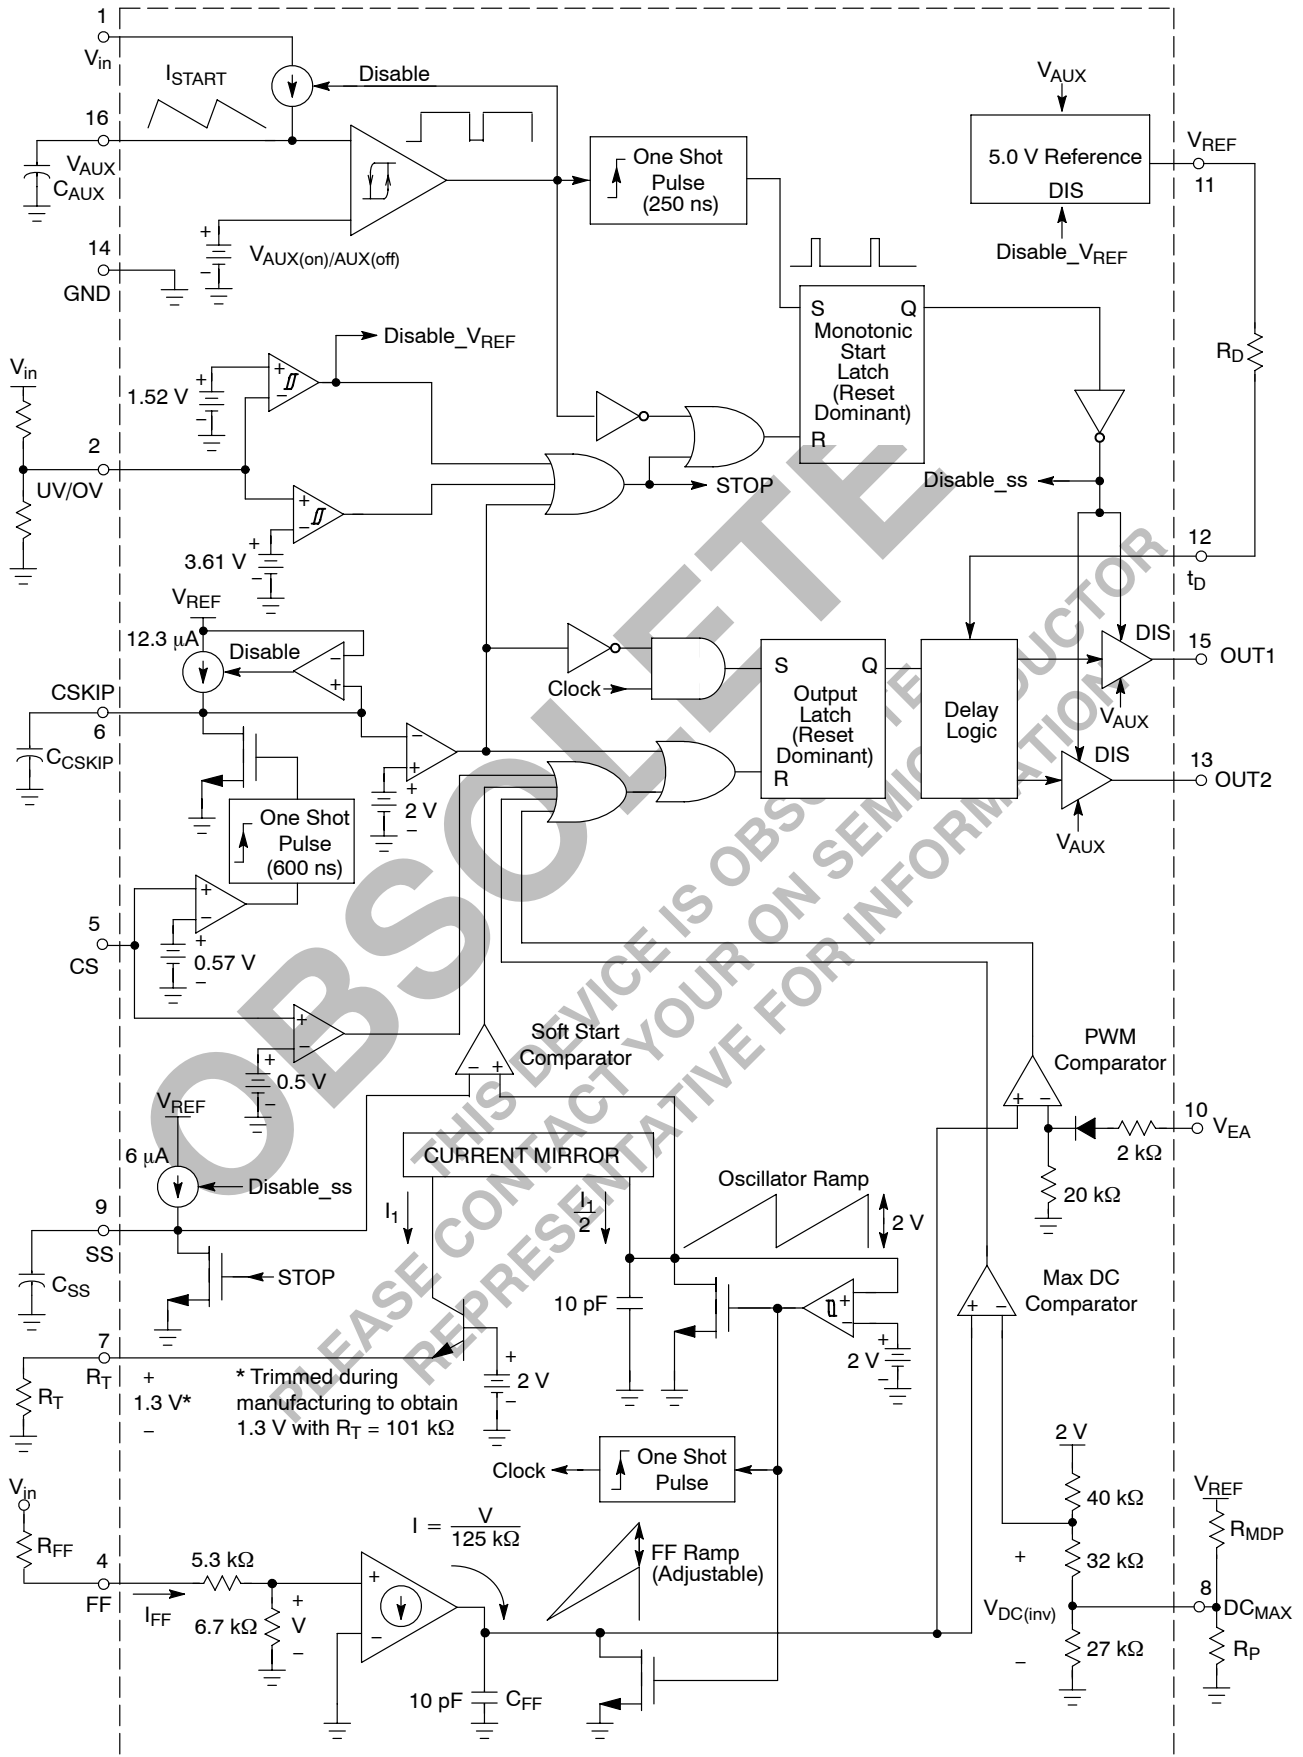 1
Vin
ISTART
Disable
16
VAUX
CAUX
One Shot
Pulse
(250 ns)
VAUX
5.0 V Reference
DIS
VREF
11
Disable_VREF
+
−
VAUX(on)/AUX(off)
14
GND
S
Q
Monotonic
Start
Latch
(Reset
Dominant)
R
RD
Vin
Disable_VREF
+
−
1.52 V
+
−
2
UV/OV
STOP
Disable_ss
+
−
3.61 V
+
−
12
tD
VREF
12.3 μA
Disable
−
+
CSKIP
6
CCSKIP
Clock
S
Q
Output
Latch
(Reset
Dominant)
R
Delay
Logic
DIS
15
OUT1
VAUX
DIS
13
OUT2
VAUX
−
+
+
2 V
−
One Shot
Pulse
(600 ns)
5
CS
+
−
+
0.57 V
−
+
−
+
0.5 V
−
Soft Start
Comparator
−
+
PWM
Comparator
+
−
10
VEA
2 kΩ
20 kΩ
VREF
6 μA
Disable_ss
9
SS
CSS
STOP
CURRENT MIRROR
I1
I1
2
Oscillator Ramp
2 V
10 pF
+
−
+
2 V
−
Max DC
Comparator
+
−
7
RT
RT
+
1.3 V*
−
* Trimmed during
manufacturing to obtain
1.3 V with RT = 101 kΩ
+
2 V
−
Clock
One Shot
Pulse
2 V
40 kΩ
+
32 kΩ
VDC(inv)
−
27 kΩ
VREF
RMDP
8
DCMAX
RP
Vin
RFF
4
FF
IFF
5.3 kΩ
6.7 kΩ
+
V
−
I =
V
125 kΩ
+
−
FF Ramp
(Adjustable)
10 pF
CFF
OBSOLETE
THIS DEVICE IS OBSOLETE
PLEASE CONTACT YOUR ON SEMICONDUCTOR
REPRESENTATIVE FOR INFORMATION